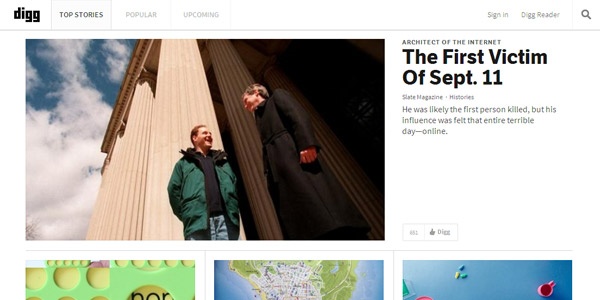 digg TOP STORIES POPULAR UPCOMING Sign In Digg Reader
ARCHITECT OF THE INTERNET
The First Victim
Of Sept. 11
Slate Magazine · Histories
He was likely the first person killed, but his
influence was felt that entire terrible
day—online.
Digg